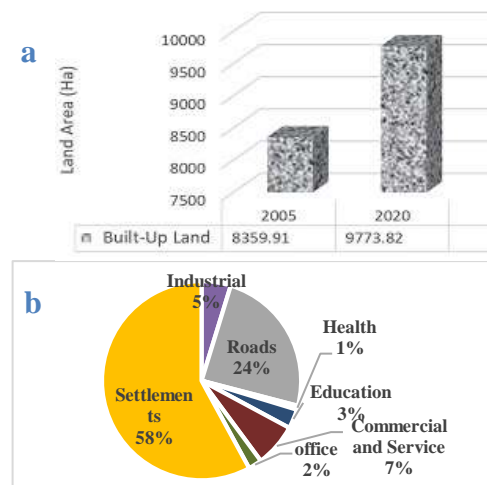 a
Land Area (Ha)
10000
9500
9000
8500
8000
7500
2005 2020
Built-Up Land 8359.91 9773.82
b
Industrial
5%
Roads
24%
Health
1%
Education
3%
Commercial
and Service
7%
office
2%
Settlemen
ts
58%